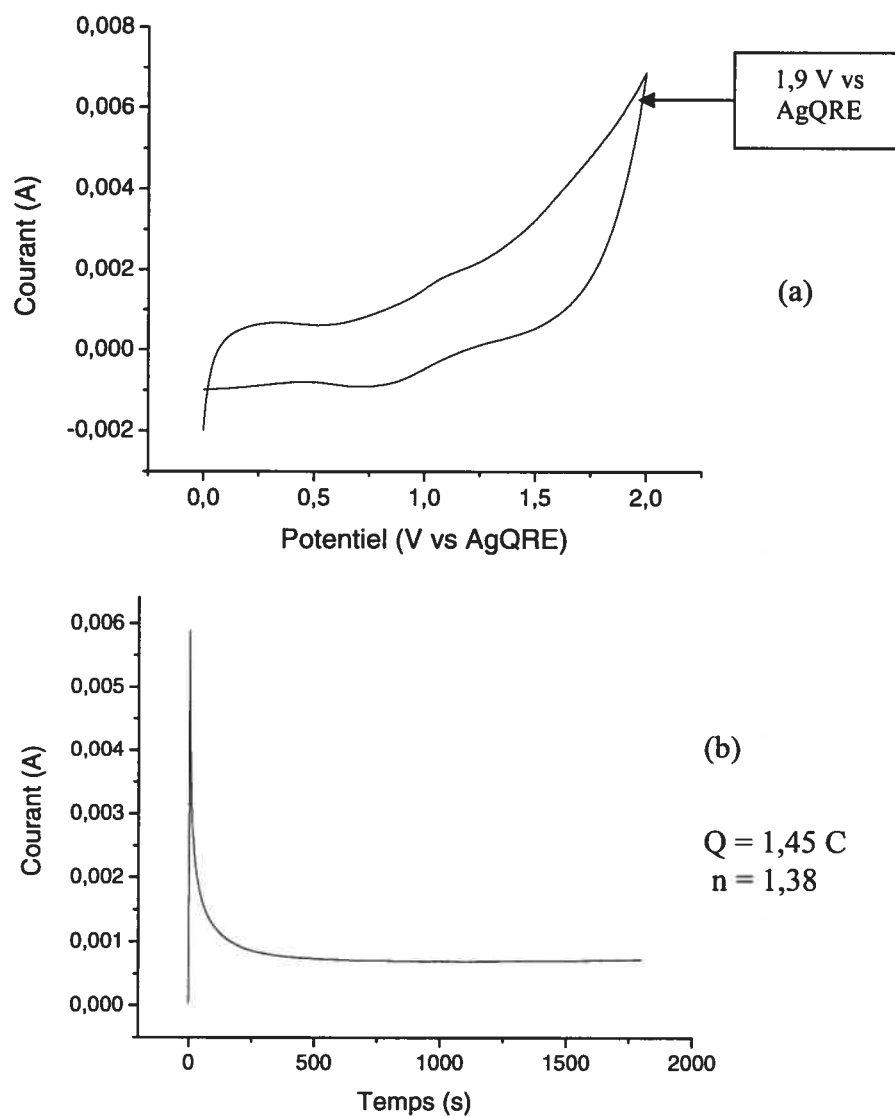 0,008
0,006
0,004
0,002
0,000
-0,002
Courant (A)
1,9 V vs
AgQRE
(a)
0,0 0,5 1,0 1,5 2,0
Potentiel (V vs AgQRE)
0,006
0,005
0,004
0,003
0,002
0,001
0,000
Courant (A)
(b)
Q = 1,45 C
n = 1,38
0 500 1000 1500 2000
Temps (s)